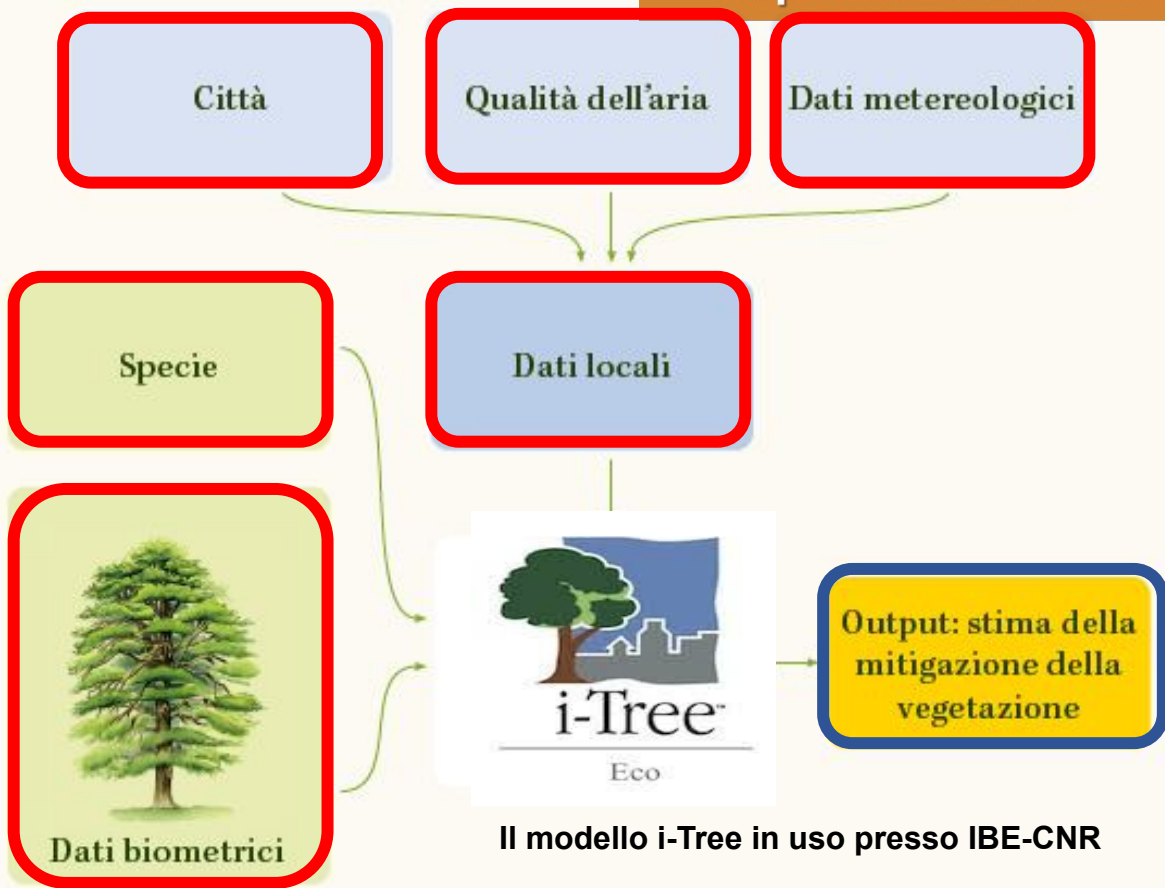 Città
Qualità dell'aria
Dati metereologici
Specie
Dati locali
Dati biometrici
i-Tree™
Eco
Output: stima della
mitigazione della
vegetazione
Il modello i-Tree in uso presso IBE-CNR